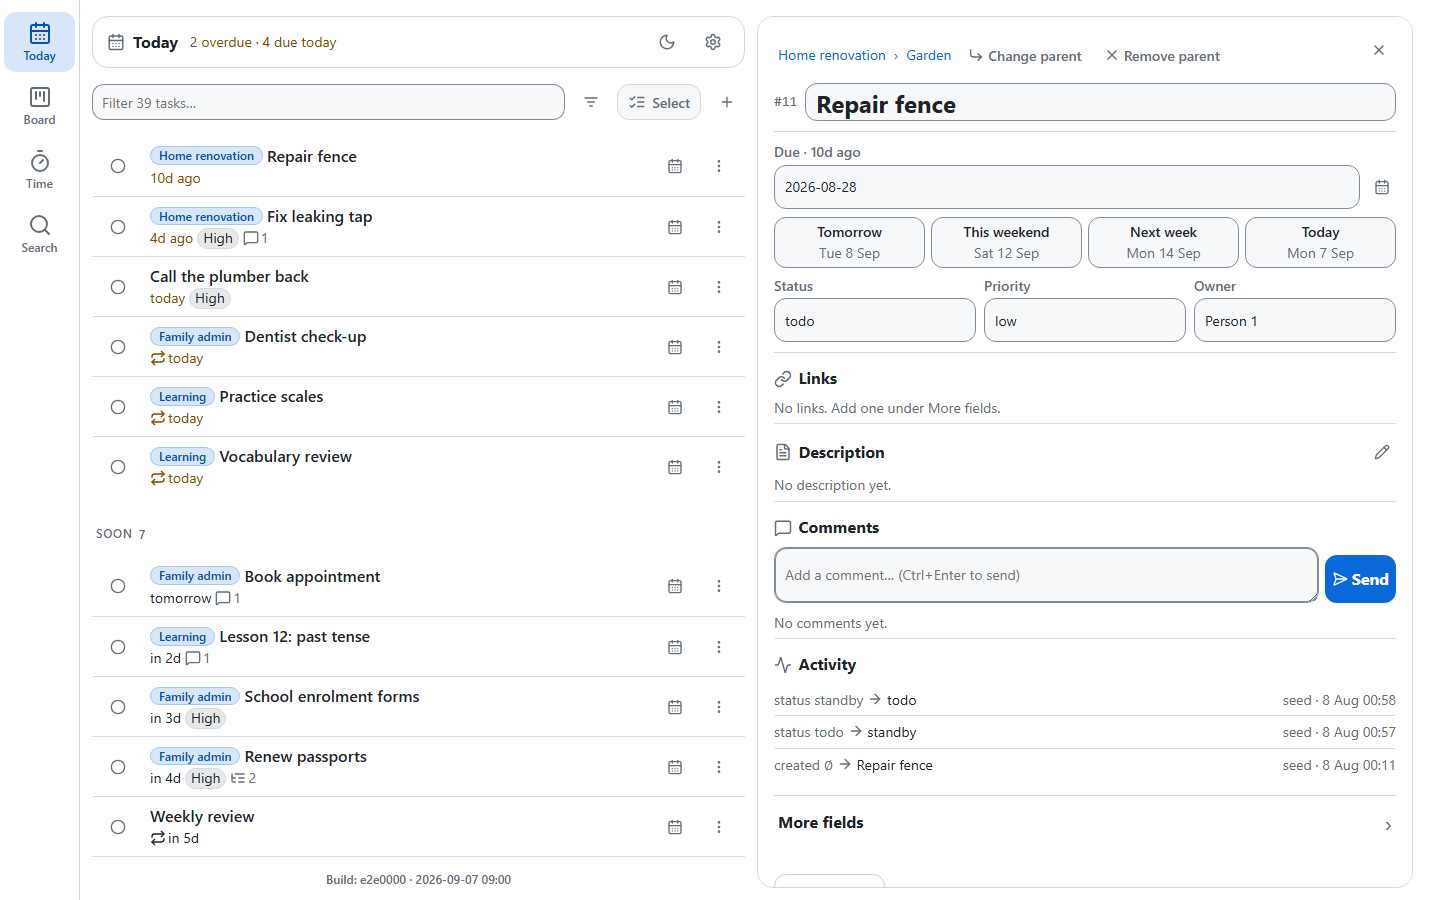 Today
Board
Time
Search
Today 2 overdue · 4 due today
Filter 39 tasks...
Select
Home renovation Repair fence
10d ago
Home renovation Fix leaking tap
4d ago High 1
Call the plumber back
today High
Family admin Dentist check-up
today
Learning Practice scales
today
Learning Vocabulary review
today
SOON 7
Family admin Book appointment
tomorrow 1
Learning Lesson 12: past tense
in 2d 1
Family admin School enrolment forms
in 3d High
Family admin Renew passports
in 4d High 2
Weekly review
in 5d
Build: e2e0000 · 2026-09-07 09:00
Home renovation › Garden Change parent Remove parent
#11 Repair fence
Due · 10d ago
2026-08-28
Tomorrow
Tue 8 Sep
This weekend
Sat 12 Sep
Next week
Mon 14 Sep
Today
Mon 7 Sep
Status
todo
Priority
low
Owner
Person 1
Links
No links. Add one under More fields.
Description
No description yet.
Comments
Add a comment... (Ctrl+Enter to send)
Send
No comments yet.
Activity
status standby → todo seed · 8 Aug 00:58
status todo → standby seed · 8 Aug 00:57
created ∅ → Repair fence seed · 8 Aug 00:11
More fields